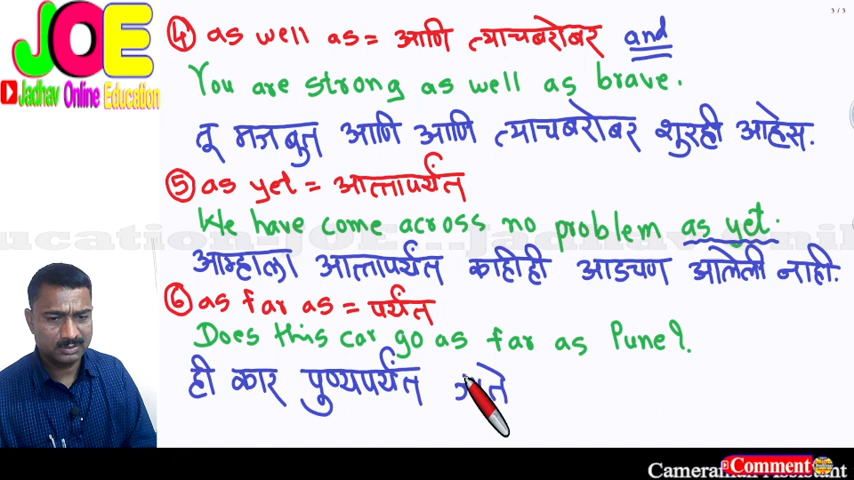 JOE
Jadhav Online Education
3/3
④ as well as = आणि त्याचबरोबर and
You are strong as well as brave.
तू मजबुत आणि आणि त्याचबरोबर शुरही आहेस.
⑤ as yet = आत्तापर्यंत
We have come across no problem as yet.
आम्हाला आत्तापर्यंत काहीही अडचण आलेली नाही.
⑥ as far as = पर्यंत
Does this car go as far as Pune?
ही कार पुण्यपर्यंत
Comment